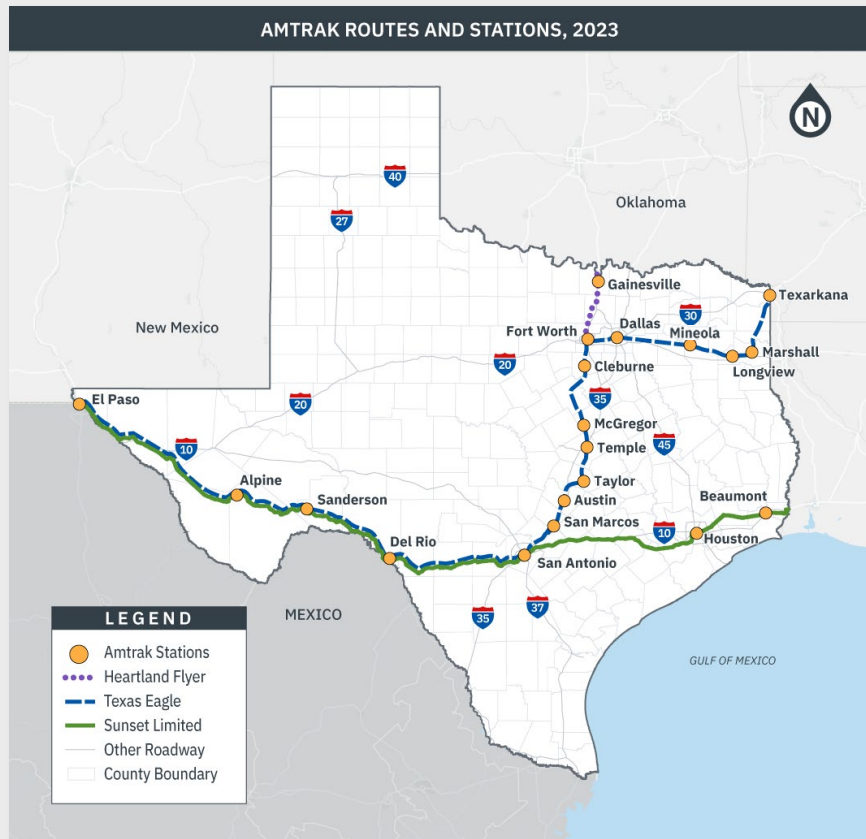 AMTRAK ROUTES AND STATIONS, 2023
N
40
Oklahoma
27
Gainesville
Texarkana
30
New Mexico
Dallas
Mineola
Fort Worth
Marshall
20
Cleburne
Longview
El Paso
20
35
McGregor
45
10
Temple
Alpine
Taylor
Sanderson
Austin
Beaumont
San Marcos
10
Del Rio
Houston
San Antonio
MEXICO
35
37
LEGEND
Amtrak Stations
Heartland Flyer
Texas Eagle
Sunset Limited
Other Roadway
County Boundary
GULF OF MEXICO